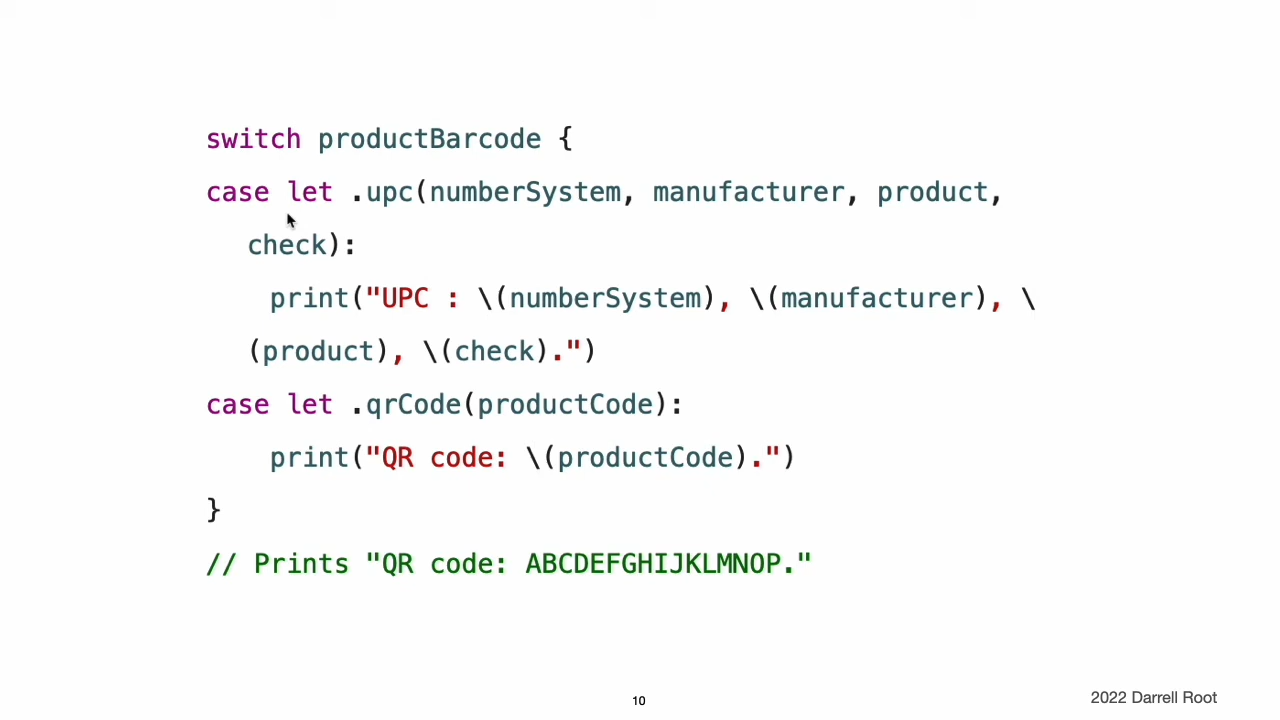 switch productBarcode {
case let .upc(numberSystem, manufacturer, product,
check):
print("UPC : \(numberSystem), \(manufacturer), \
(product), \(check).")
case let .qrCode(productCode):
print("QR code: \(productCode).")
}
// Prints "QR code: ABCDEFGHIJKLMNOP."
10
2022 Darrell Root